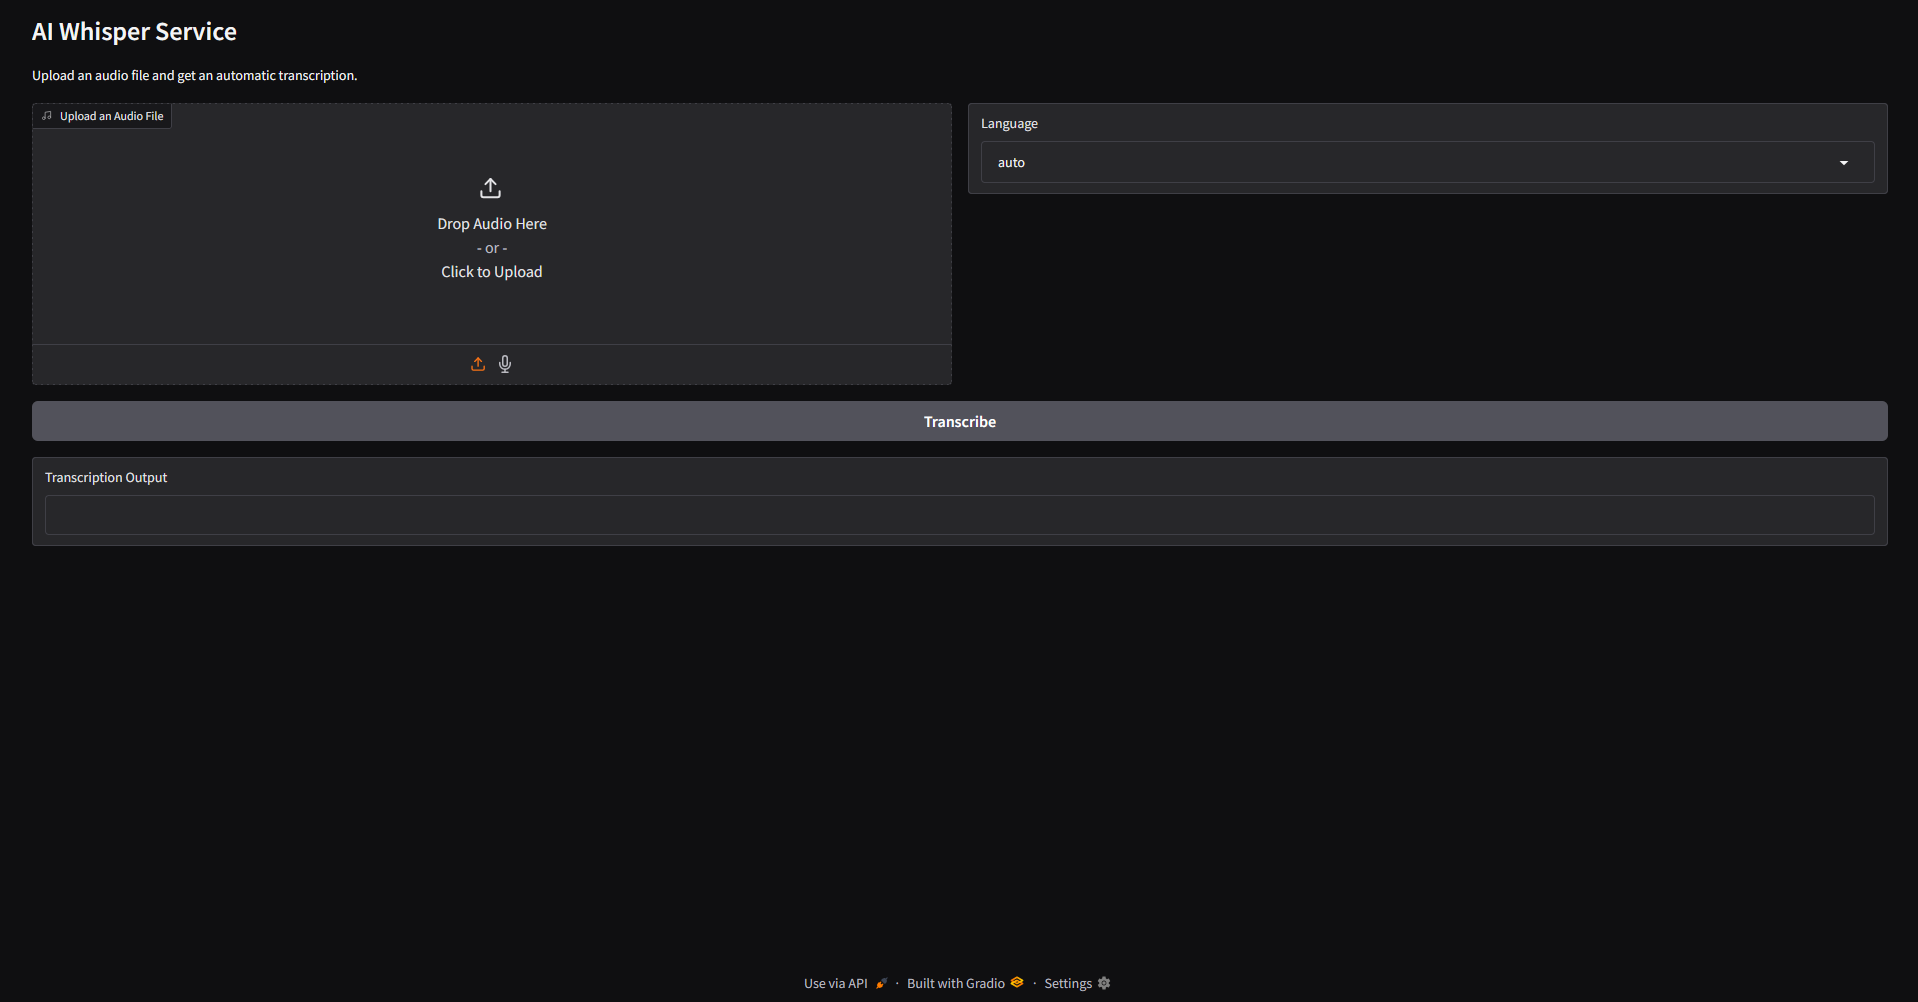 AI Whisper Service
Upload an audio file and get an automatic transcription.
Upload an Audio File
Drop Audio Here
- or -
Click to Upload
Language
auto
Transcribe
Transcription Output
Use via API · Built with Gradio · Settings